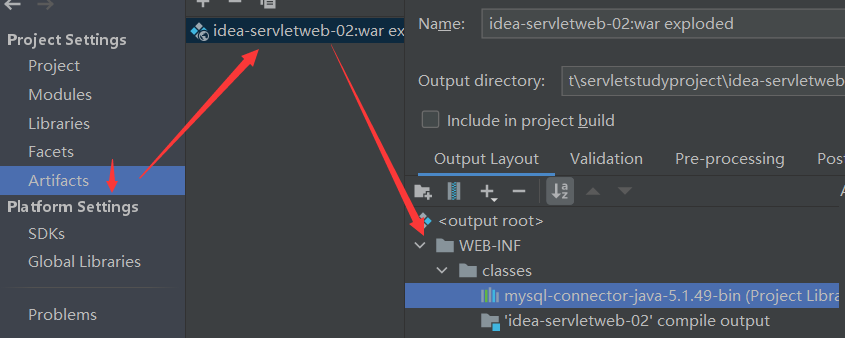 Project Settings
Project
Modules
Libraries
Facets
Artifacts
Platform Settings
SDKs
Global Libraries
Problems
idea-servletweb-02:war ex
Name: idea-servletweb-02:war exploded
Output directory: t\servletstudyproject\idea-servletweb
Include in project build
Output Layout Validation Pre-processing Pos
<output root>
WEB-INF
classes
mysql-connector-java-5.1.49-bin (Project Libra
'idea-servletweb-02' compile output